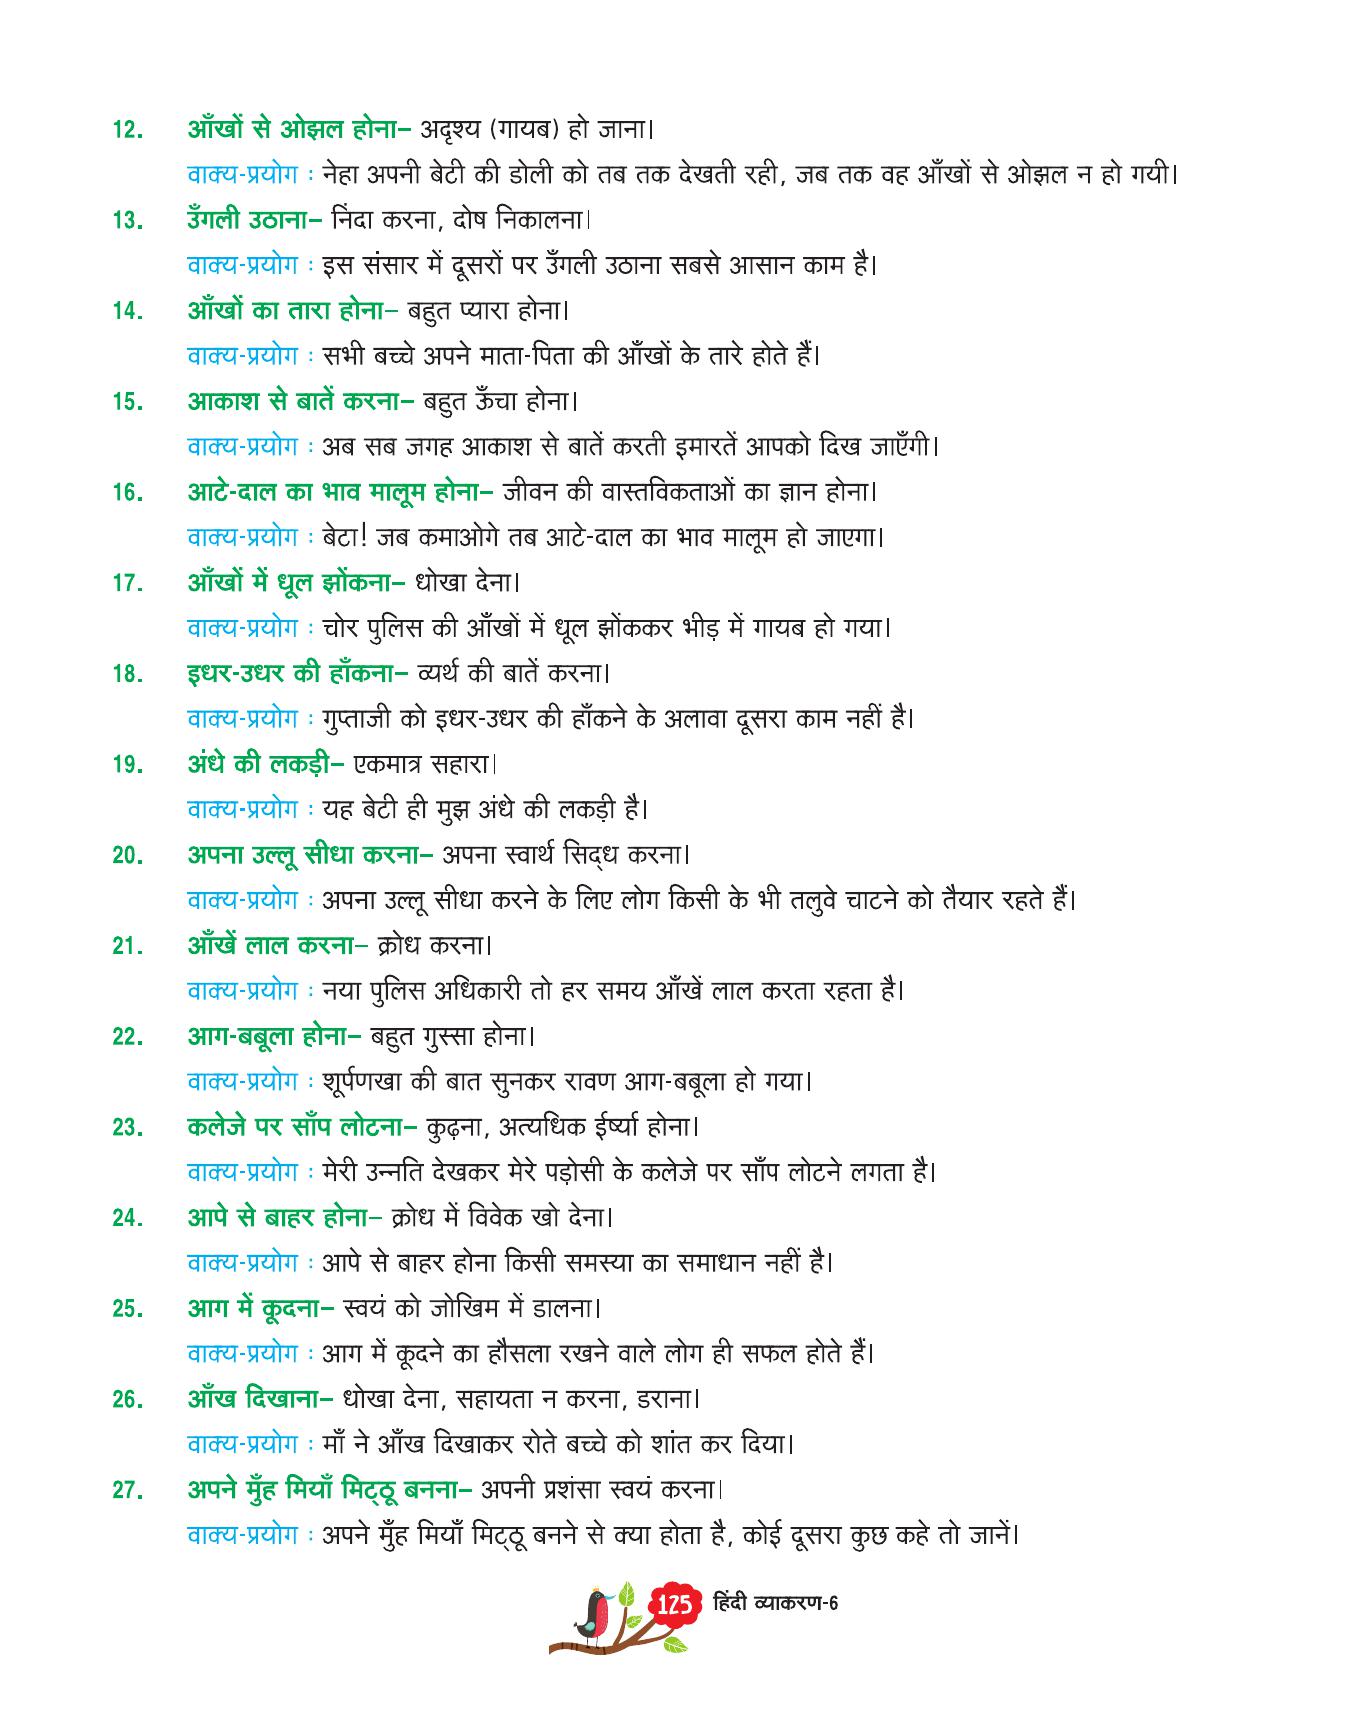 12. आँखों से ओझल होना– अदृश्य (गायब) हो जाना।
वाक्य-प्रयोग : नेहा अपनी बेटी की डोली को तब तक देखती रही, जब तक वह आँखों से ओझल न हो गयी।
13. उँगली उठाना– निंदा करना, दोष निकालना।
वाक्य-प्रयोग : इस संसार में दूसरों पर उँगली उठाना सबसे आसान काम है।
14. आँखों का तारा होना– बहुत प्यारा होना।
वाक्य-प्रयोग : सभी बच्चे अपने माता-पिता की आँखों के तारे होते हैं।
15. आकाश से बातें करना– बहुत ऊँचा होना।
वाक्य-प्रयोग : अब सब जगह आकाश से बातें करती इमारतें आपको दिख जाएँगी।
16. आटे-दाल का भाव मालूम होना– जीवन की वास्तविकताओं का ज्ञान होना।
वाक्य-प्रयोग : बेटा! जब कमाओगे तब आटे-दाल का भाव मालूम हो जाएगा।
17. आँखों में धूल झोंकना– धोखा देना।
वाक्य-प्रयोग : चोर पुलिस की आँखों में धूल झोंककर भीड़ में गायब हो गया।
18. इधर-उधर की हाँकना– व्यर्थ की बातें करना।
वाक्य-प्रयोग : गुप्ताजी को इधर-उधर की हाँकने के अलावा दूसरा काम नहीं है।
19. अंधे की लकड़ी– एकमात्र सहारा।
वाक्य-प्रयोग : यह बेटी ही मुझ अंधे की लकड़ी है।
20. अपना उल्लू सीधा करना– अपना स्वार्थ सिद्ध करना।
वाक्य-प्रयोग : अपना उल्लू सीधा करने के लिए लोग किसी के भी तलुवे चाटने को तैयार रहते हैं।
21. आँखें लाल करना– क्रोध करना।
वाक्य-प्रयोग : नया पुलिस अधिकारी तो हर समय आँखें लाल करता रहता है।
22. आग-बबूला होना– बहुत गुस्सा होना।
वाक्य-प्रयोग : शूर्पणखा की बात सुनकर रावण आग-बबूला हो गया।
23. कलेजे पर साँप लोटना– कुढ़ना, अत्यधिक ईर्ष्या होना।
वाक्य-प्रयोग : मेरी उन्नति देखकर मेरे पड़ोसी के कलेजे पर साँप लोटने लगता है।
24. आपे से बाहर होना– क्रोध में विवेक खो देना।
वाक्य-प्रयोग : आपे से बाहर होना किसी समस्या का समाधान नहीं है।
25. आग में कूदना– स्वयं को जोखिम में डालना।
वाक्य-प्रयोग : आग में कूदने का हौसला रखने वाले लोग ही सफल होते हैं।
26. आँख दिखाना– धोखा देना, सहायता न करना, डराना।
वाक्य-प्रयोग : माँ ने आँख दिखाकर रोते बच्चे को शांत कर दिया।
27. अपने मुँह मियाँ मिट्ठू बनना– अपनी प्रशंसा स्वयं करना।
वाक्य-प्रयोग : अपने मुँह मियाँ मिट्ठू बनने से क्या होता है, कोई दूसरा कुछ कहे तो जानें।
125 हिंदी व्याकरण-6